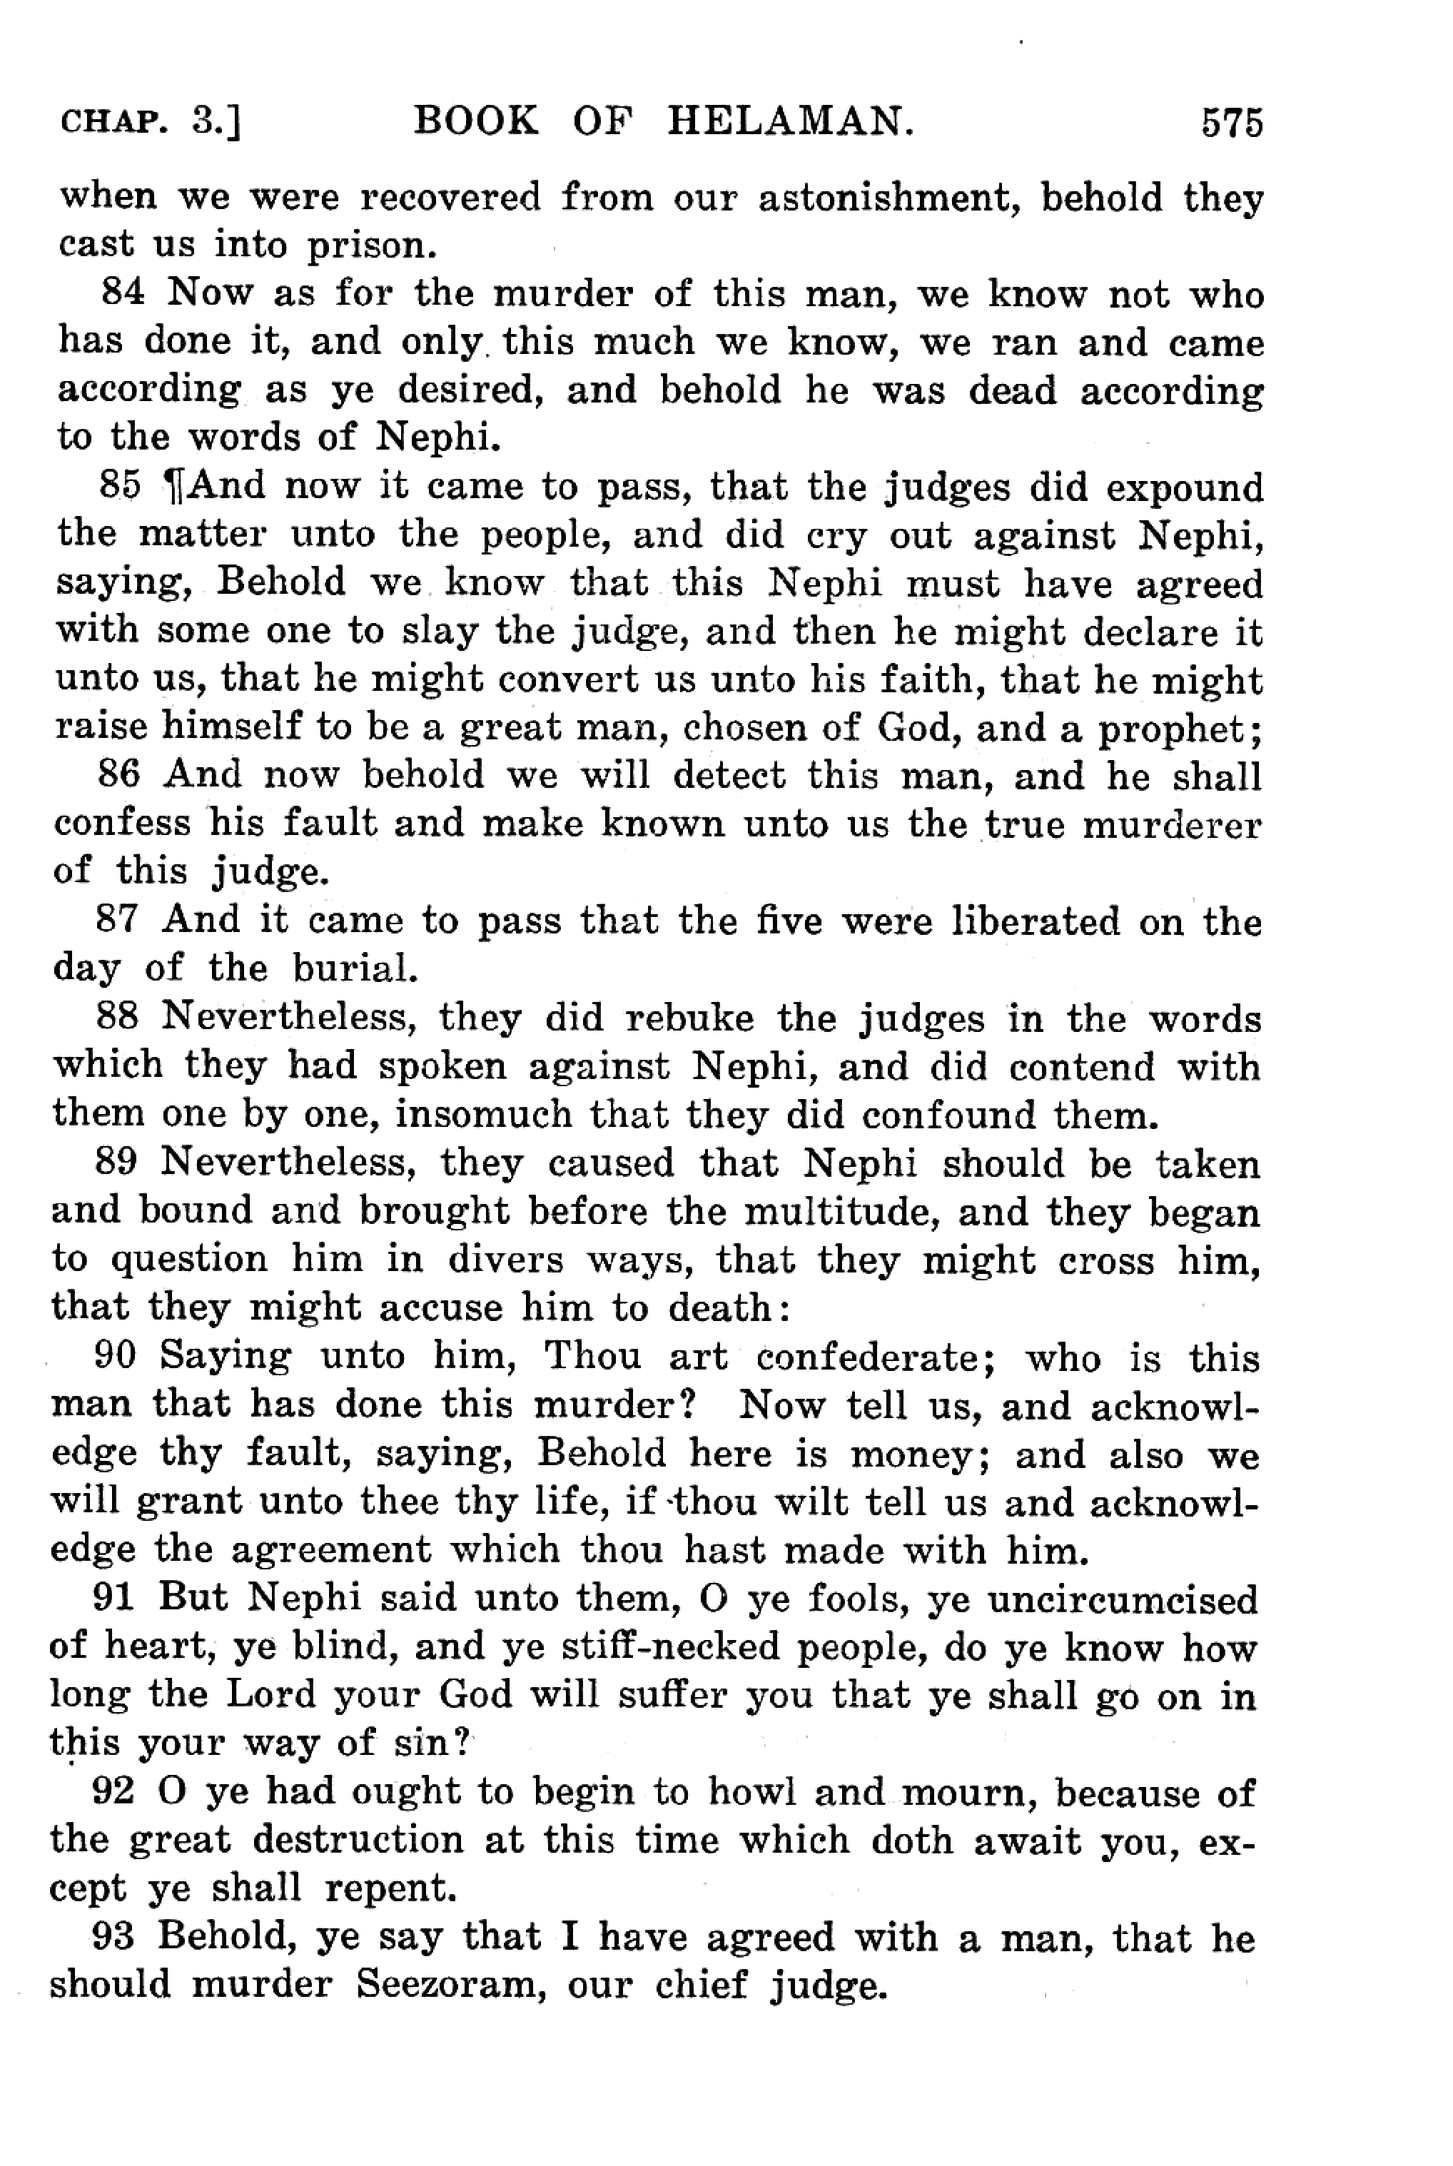 CHAP. 3.] BOOK OF HELAMAN. 575
when we were recovered from our astonishment, behold they
cast us into prison.
84 Now as for the murder of this man, we know not who
has done it, and only this much we know, we ran and came
according as ye desired, and behold he was dead according
to the words of Nephi.
85 ¶And now it came to pass, that the judges did expound
the matter unto the people, and did cry out against Nephi,
saying, Behold we know that this Nephi must have agreed
with some one to slay the judge, and then he might declare it
unto us, that he might convert us unto his faith, that he might
raise himself to be a great man, chosen of God, and a prophet;
86 And now behold we will detect this man, and he shall
confess his fault and make known unto us the true murderer
of this judge.
87 And it came to pass that the five were liberated on the
day of the burial.
88 Nevertheless, they did rebuke the judges in the words
which they had spoken against Nephi, and did contend with
them one by one, insomuch that they did confound them.
89 Nevertheless, they caused that Nephi should be taken
and bound and brought before the multitude, and they began
to question him in divers ways, that they might cross him,
that they might accuse him to death:
90 Saying unto him, Thou art confederate; who is this
man that has done this murder? Now tell us, and acknowl-
edge thy fault, saying, Behold here is money; and also we
will grant unto thee thy life, if thou wilt tell us and acknowl-
edge the agreement which thou hast made with him.
91 But Nephi said unto them, O ye fools, ye uncircumcised
of heart, ye blind, and ye stiff-necked people, do ye know how
long the Lord your God will suffer you that ye shall go on in
this your way of sin?
92 O ye had ought to begin to howl and mourn, because of
the great destruction at this time which doth await you, ex-
cept ye shall repent.
93 Behold, ye say that I have agreed with a man, that he
should murder Seezoram, our chief judge.